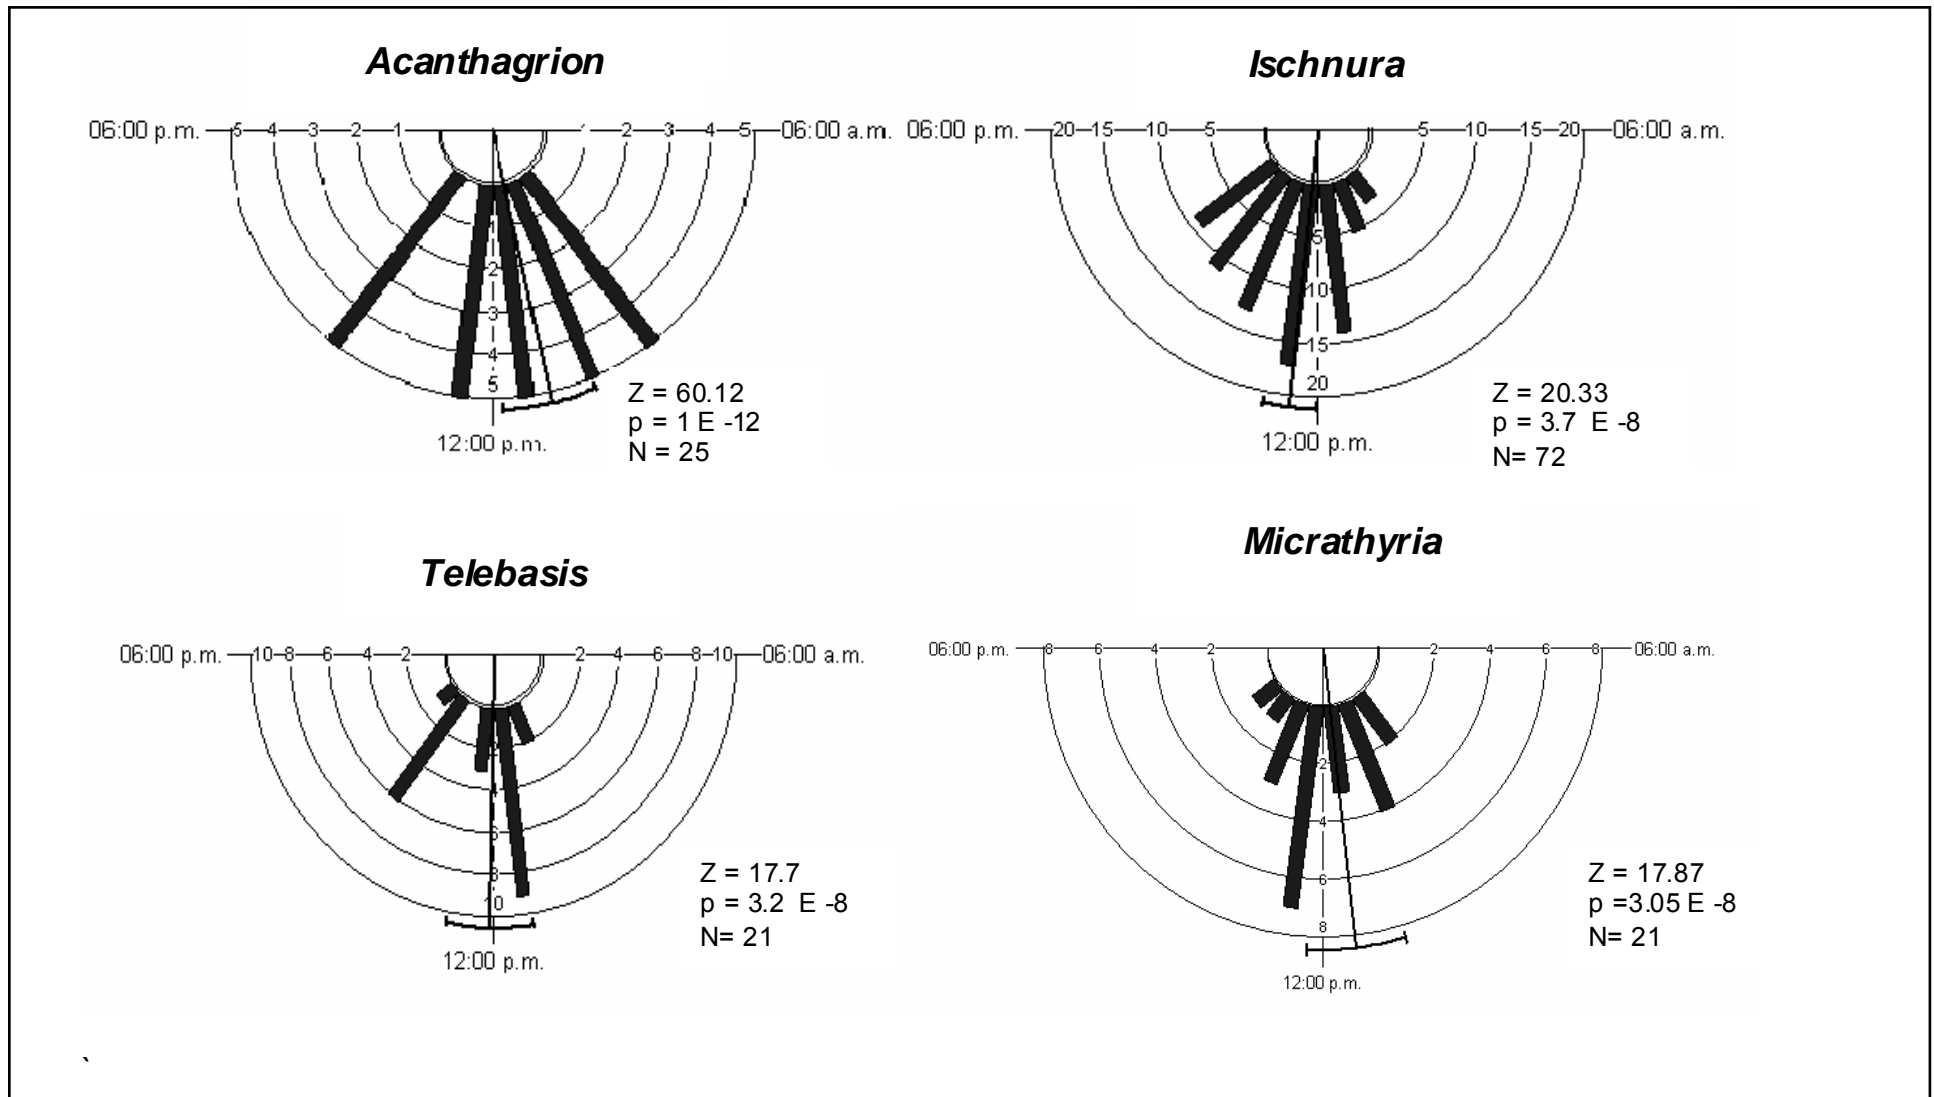 Acanthagrion
06:00 p.m. 5 4 3 2 1 1 2 3 4 5 06:00 a.m.
1
2
3
4
5
12:00 p.m.
Z = 60.12
p = 1 E -12
N = 25
Ischnura
06:00 p.m. 20 15 10 5 5 10 15 20 06:00 a.m.
5
10
15
20
12:00 p.m.
Z = 20.33
p = 3.7 E -8
N= 72
Telebasis
06:00 p.m. 10 8 6 4 2 2 4 6 8 10 06:00 a.m.
4
6
8
10
12:00 p.m.
Z = 17.7
p = 3.2 E -8
N= 21
Micrathyria
06:00 p.m. 8 6 4 2 2 4 6 8 06:00 a.m.
2
4
6
8
12:00 p.m.
Z = 17.87
p =3.05 E -8
N= 21
`